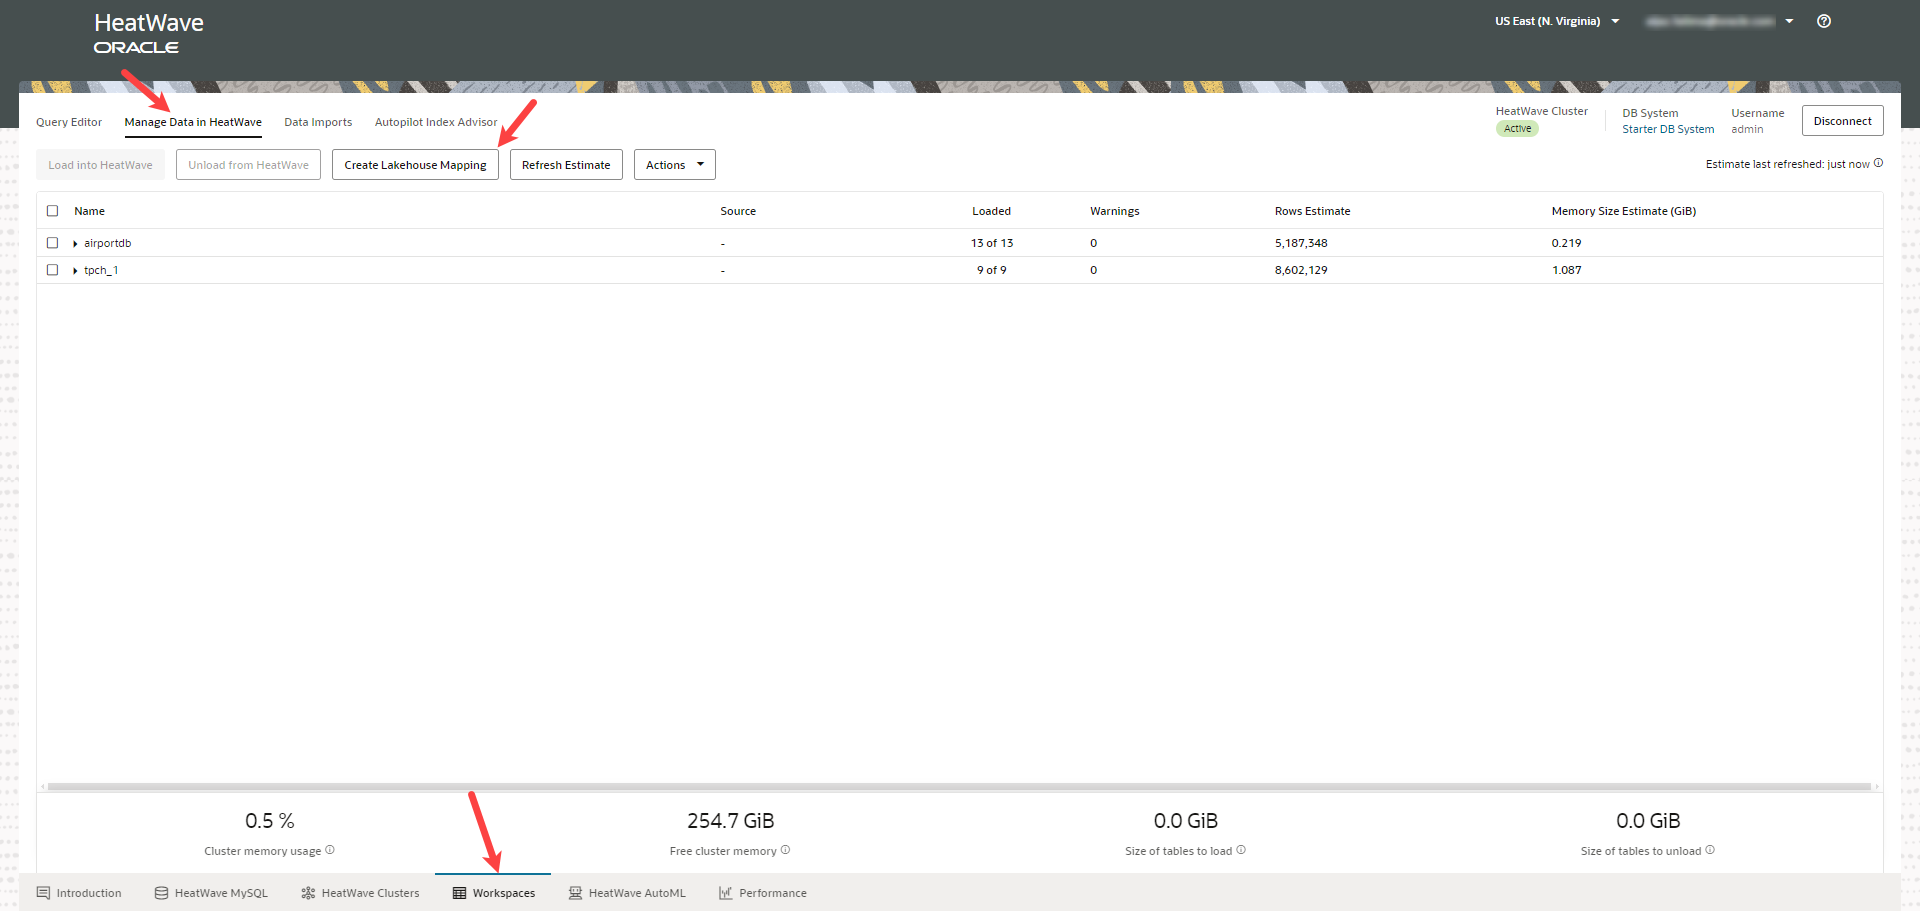 HeatWave
ORACLE
US East (N. Virginia)
Query Editor
Manage Data in HeatWave
Data Imports
Autopilot Index Advisor
HeatWave Cluster
Active
DB System
Starter DB System
Username
admin
Disconnect
Load into HeatWave
Unload from HeatWave
Create Lakehouse Mapping
Refresh Estimate
Actions
Estimate last refreshed: just now
Name Source Loaded Warnings Rows Estimate Memory Size Estimate (GiB)
airportdb - 13 of 13 0 5,187,348 0.219
tpch_1 - 9 of 9 0 8,602,129 1.087
0.5 %
Cluster memory usage
254.7 GiB
Free cluster memory
0.0 GiB
Size of tables to load
0.0 GiB
Size of tables to unload
Introduction
HeatWave MySQL
HeatWave Clusters
Workspaces
HeatWave AutoML
Performance